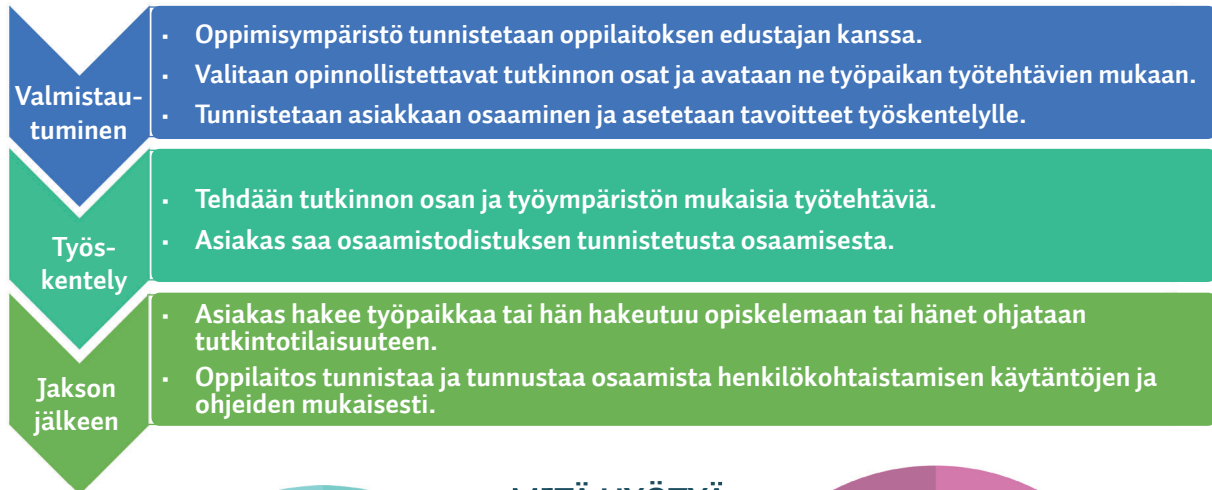 Valmistau-
tuminen
▪ Oppimisympäristö tunnistetaan oppilaitoksen edustajan kanssa.
▪ Valitaan opinnollistettavat tutkinnon osat ja avataan ne työpaikan työtehtävien mukaan.
▪ Tunnistetaan asiakkaan osaaminen ja asetetaan tavoitteet työskentelylle.
Työs-
kentely
▪ Tehdään tutkinnon osan ja työympäristön mukaisia työtehtäviä.
▪ Asiakas saa osaamistodistuksen tunnistetusta osaamisesta.
Jakson
jälkeen
▪ Asiakas hakee työpaikkaa tai hän hakeutuu opiskelemaan tai hänet ohjataan
tutkintotilaisuuteen.
▪ Oppilaitos tunnistaa ja tunnustaa osaamista henkilökohtaistamisen käytäntöjen ja
ohjeiden mukaisesti.
MITÄ HYÖTYÄ